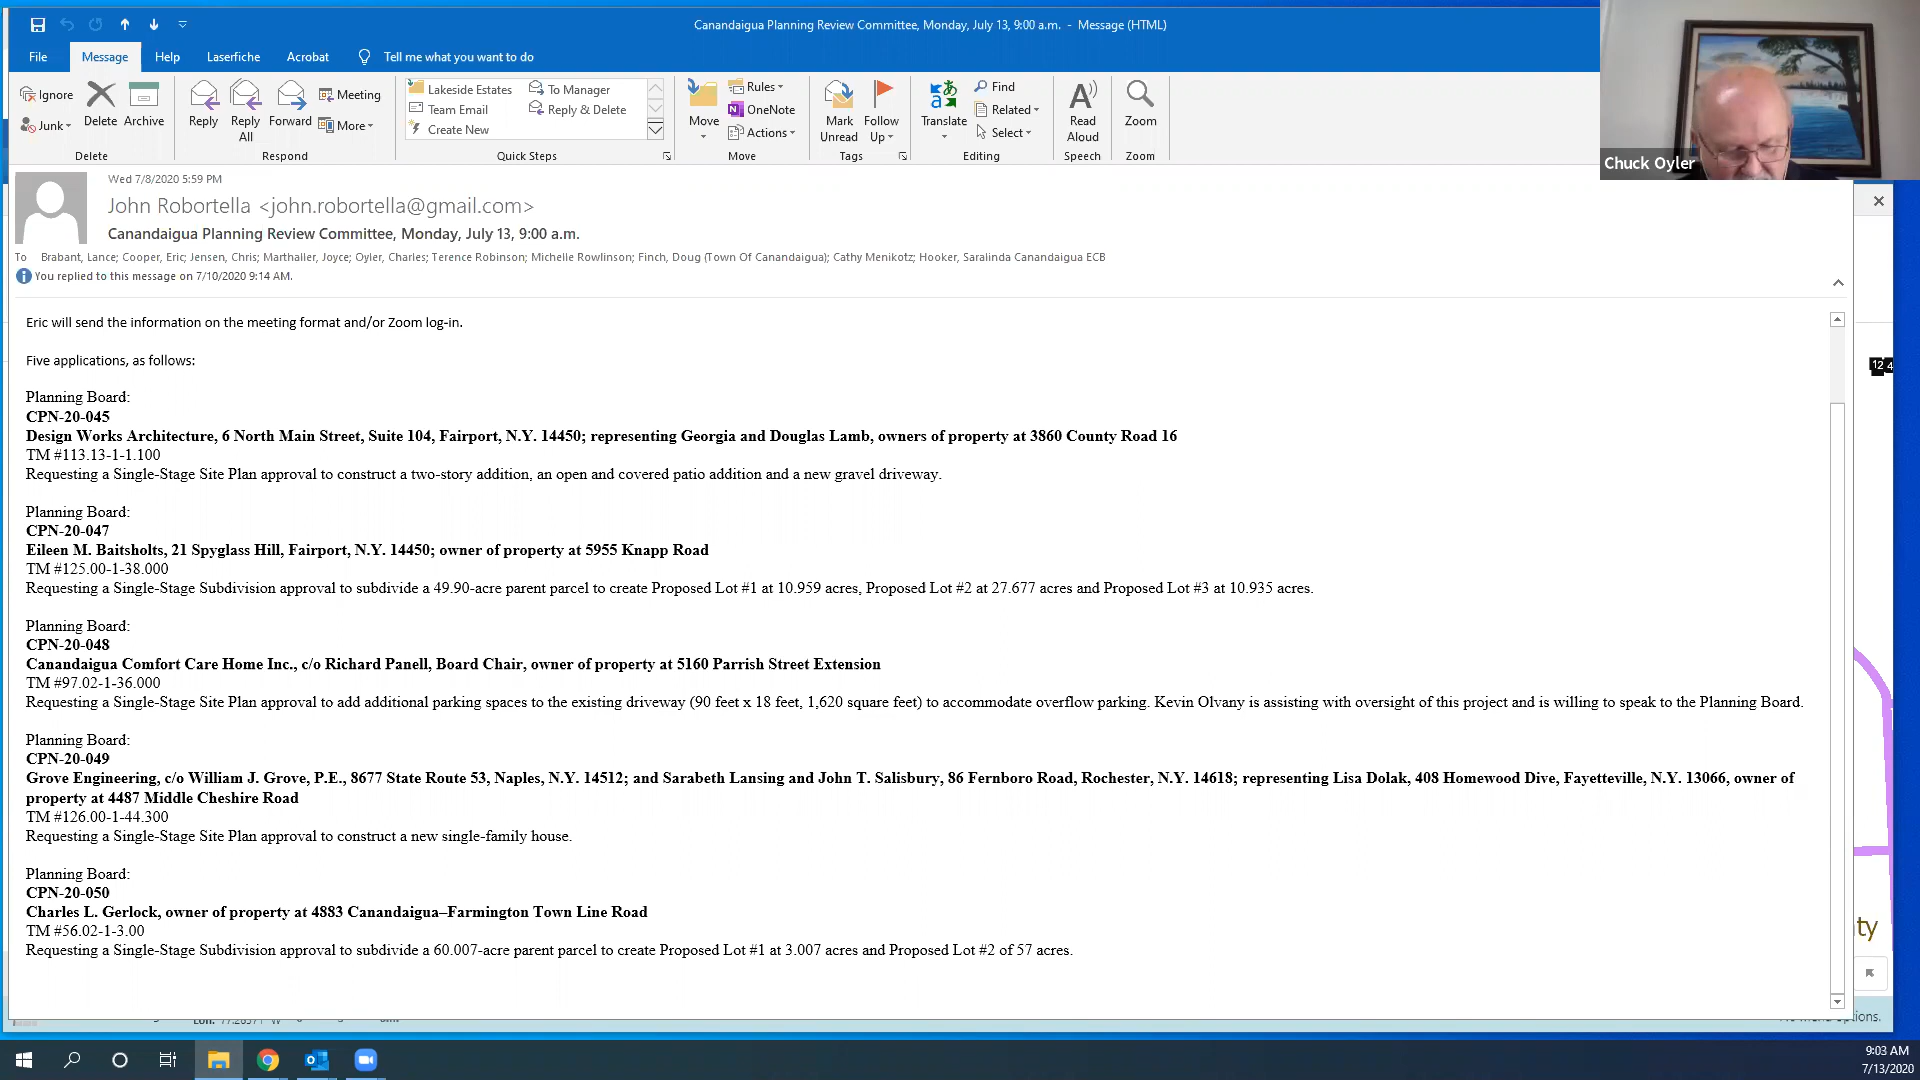 Canandaigua Planning Review Committee, Monday, July 13, 9:00 a.m. - Message (HTML)
File Message Help Laserfiche Acrobat Tell me what you want to do
Ignore
Junk
Delete
Archive
Delete
Reply
Reply All
Forward
Meeting
More
Respond
Lakeside Estates
Team Email
Create New
To Manager
Reply & Delete
Quick Steps
Move
Rules
OneNote
Actions
Move
Mark Unread
Follow Up
Tags
Translate
Find
Related
Select
Editing
Read Aloud
Speech
Zoom
Zoom
Chuck Oyler
Wed 7/8/2020 5:59 PM
John Robortella <john.robortella@gmail.com>
Canandaigua Planning Review Committee, Monday, July 13, 9:00 a.m.
To Brabant, Lance; Cooper, Eric; Jensen, Chris; Marthaller, Joyce; Oyler, Charles; Terence Robinson; Michelle Rowlinson; Finch, Doug (Town Of Canandaigua); Cathy Menikotz; Hooker, Saralinda Canandaigua ECB
You replied to this message on 7/10/2020 9:14 AM.
Eric will send the information on the meeting format and/or Zoom log-in.
Five applications, as follows:
Planning Board:
CPN-20-045
Design Works Architecture, 6 North Main Street, Suite 104, Fairport, N.Y. 14450; representing Georgia and Douglas Lamb, owners of property at 3860 County Road 16
TM #113.13-1-1.100
Requesting a Single-Stage Site Plan approval to construct a two-story addition, an open and covered patio addition and a new gravel driveway.
Planning Board:
CPN-20-047
Eileen M. Baitsholts, 21 Spyglass Hill, Fairport, N.Y. 14450; owner of property at 5955 Knapp Road
TM #125.00-1-38.000
Requesting a Single-Stage Subdivision approval to subdivide a 49.90-acre parent parcel to create Proposed Lot #1 at 10.959 acres, Proposed Lot #2 at 27.677 acres and Proposed Lot #3 at 10.935 acres.
Planning Board:
CPN-20-048
Canandaigua Comfort Care Home Inc., c/o Richard Panell, Board Chair, owner of property at 5160 Parrish Street Extension
TM #97.02-1-36.000
Requesting a Single-Stage Site Plan approval to add additional parking spaces to the existing driveway (90 feet x 18 feet, 1,620 square feet) to accommodate overflow parking. Kevin Olvany is assisting with oversight of this project and is willing to speak to the Planning Board.
Planning Board:
CPN-20-049
Grove Engineering, c/o William J. Grove, P.E., 8677 State Route 53, Naples, N.Y. 14512; and Sarabeth Lansing and John T. Salisbury, 86 Fernboro Road, Rochester, N.Y. 14618; representing Lisa Dolak, 408 Homewood Dive, Fayetteville, N.Y. 13066, owner of
property at 4487 Middle Cheshire Road
TM #126.00-1-44.300
Requesting a Single-Stage Site Plan approval to construct a new single-family house.
Planning Board:
CPN-20-050
Charles L. Gerlock, owner of property at 4883 Canandaigua–Farmington Town Line Road
TM #56.02-1-3.00
Requesting a Single-Stage Subdivision approval to subdivide a 60.007-acre parent parcel to create Proposed Lot #1 at 3.007 acres and Proposed Lot #2 of 57 acres.
9:03 AM
7/13/2020